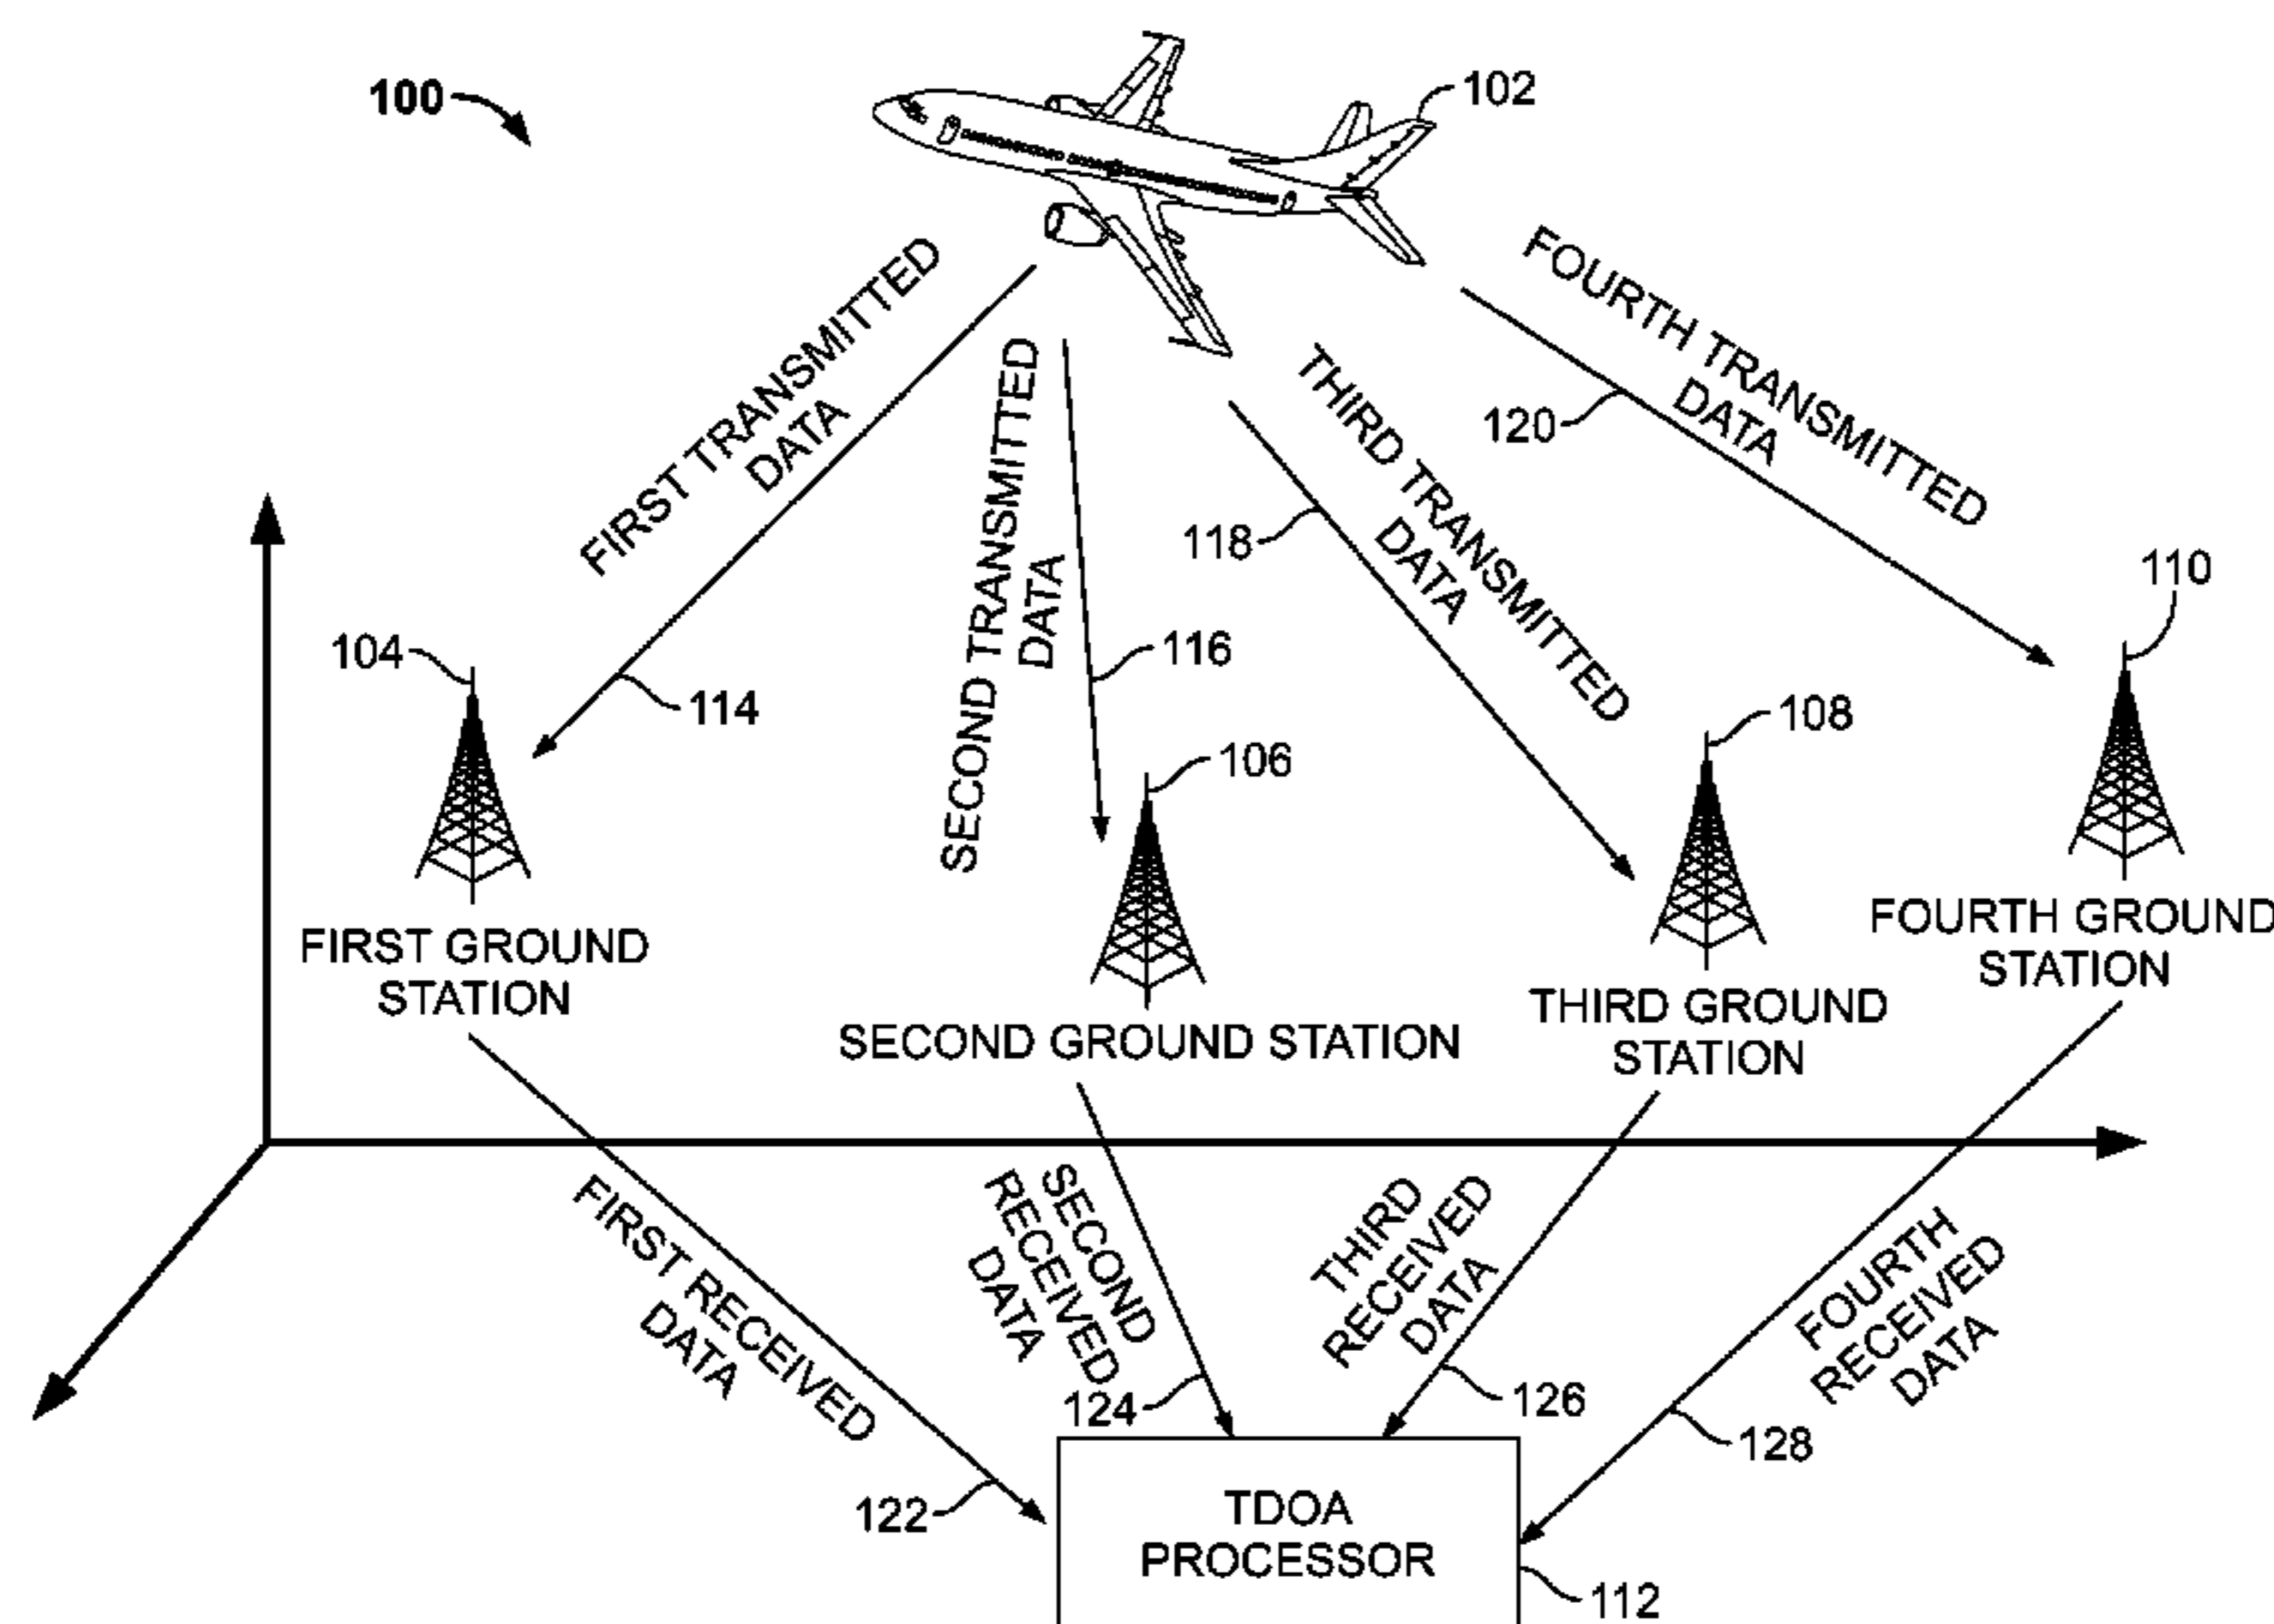 100
102
FIRST TRANSMITTED
DATA
SECOND TRANSMITTED
DATA
THIRD TRANSMITTED
DATA
FOURTH TRANSMITTED
DATA
120
118
110
104
114
116
106
108
FIRST GROUND
STATION
SECOND GROUND STATION
THIRD GROUND
STATION
FOURTH GROUND
STATION
FIRST RECEIVED
DATA
SECOND
RECEIVED
DATA
THIRD
RECEIVED
DATA
FOURTH
RECEIVED
DATA
122
124
126
128
TDOA
PROCESSOR
112